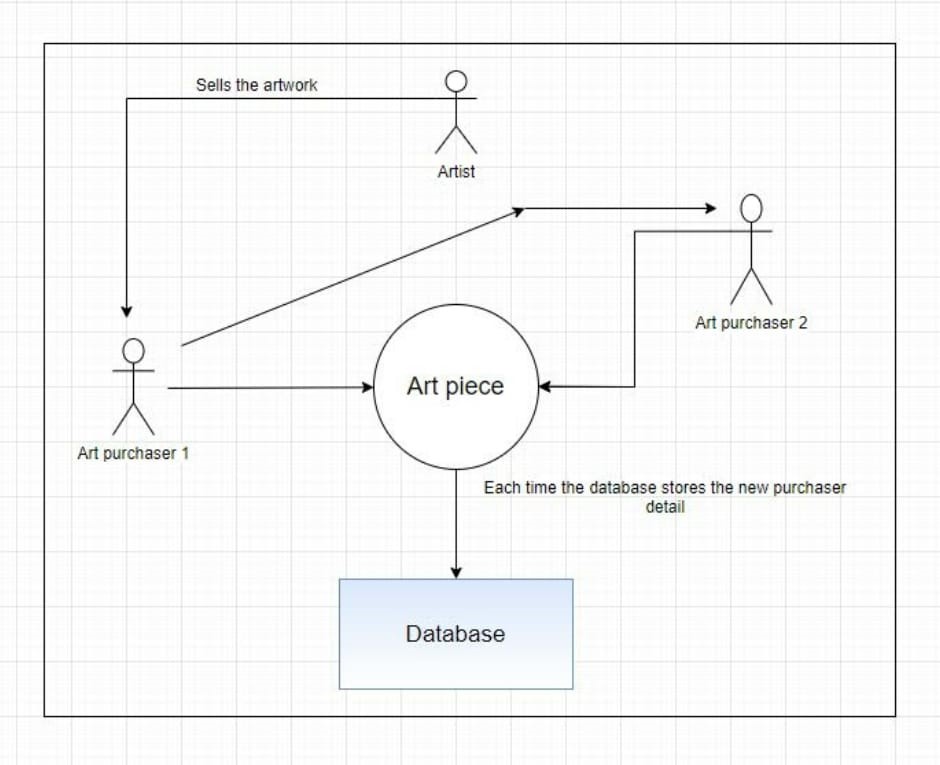 Sells the artwork
Artist
Art purchaser 2
Art piece
Art purchaser 1
Each time the database stores the new purchaser
detail
Database